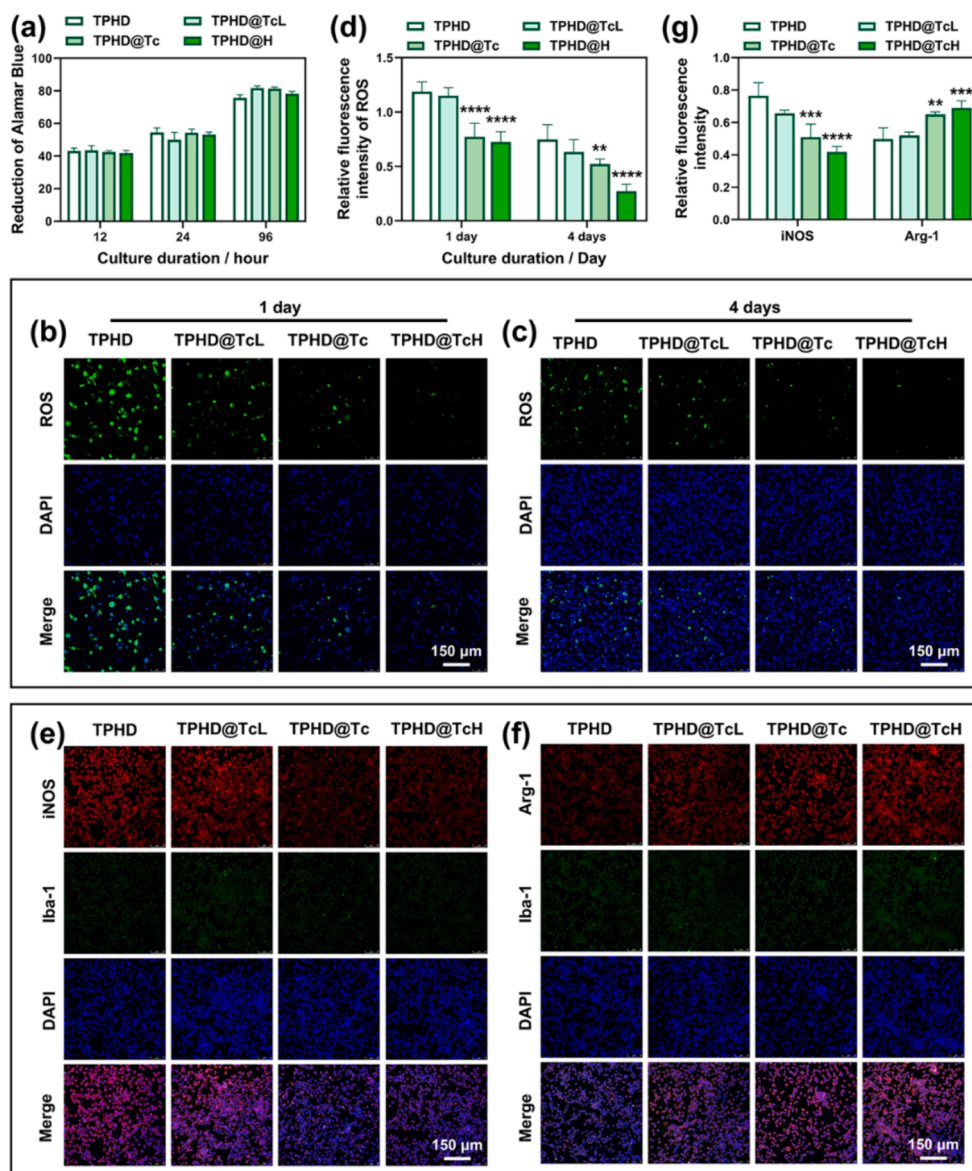 (a)
TPHD
TPHD@TcL
TPHD@Tc
TPHD@H
Reduction of Alamar Blue
100
80
60
40
20
0
12
24
96
Culture duration / hour
(d)
TPHD
TPHD@TcL
TPHD@Tc
TPHD@H
Relative fluorescence
intensity of ROS
1.5
1.0
0.5
0.0
****
****
**
****
1 day
4 days
Culture duration / Day
(g)
TPHD
TPHD@TcL
TPHD@Tc
TPHD@TcH
Relative fluorescence
intensity
1.0
0.8
0.6
0.4
0.2
0.0
***
****
**
***
iNOS
Arg-1
1 day
(b)
TPHD
TPHD@TcL
TPHD@Tc
TPHD@TcH
ROS
DAPI
Merge
150 μm
4 days
(c)
TPHD
TPHD@TcL
TPHD@Tc
TPHD@TcH
ROS
DAPI
Merge
150 μm
(e)
TPHD
TPHD@TcL
TPHD@Tc
TPHD@TcH
iNOS
Iba-1
DAPI
Merge
150 μm
(f)
TPHD
TPHD@TcL
TPHD@Tc
TPHD@TcH
Arg-1
Iba-1
DAPI
Merge
150 μm